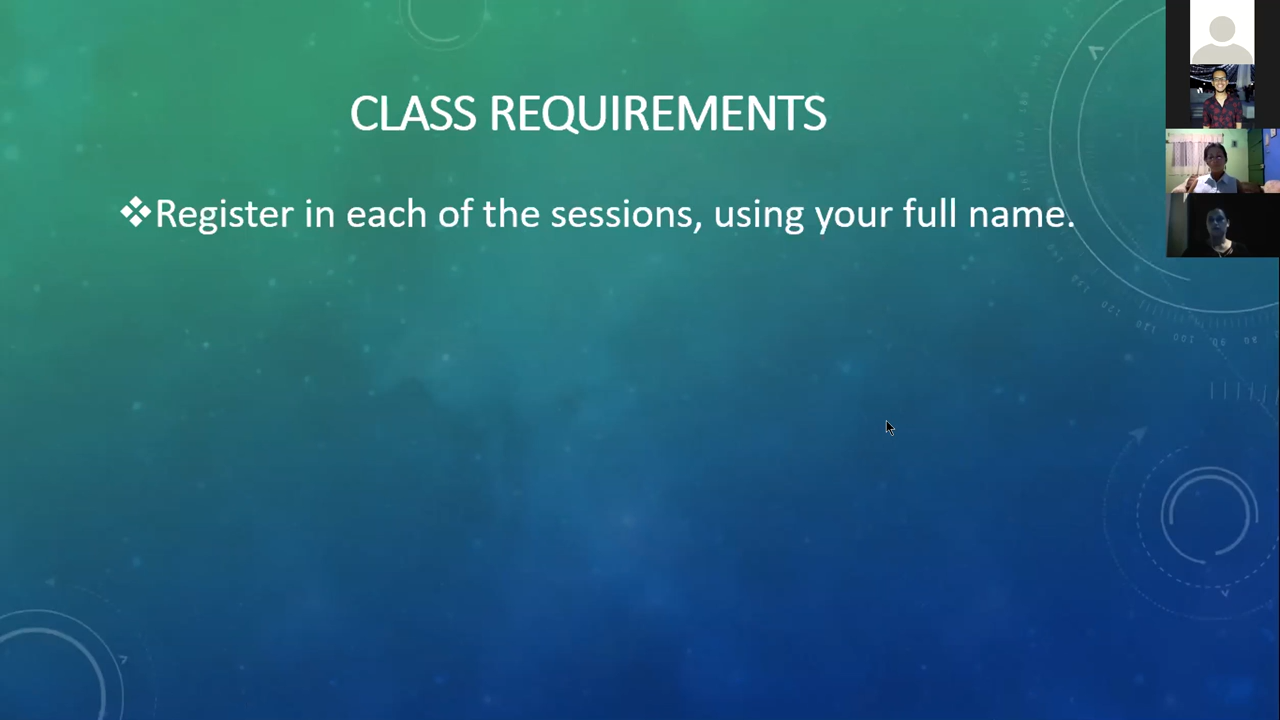 CLASS REQUIREMENTS
❖Register in each of the sessions, using your full name.